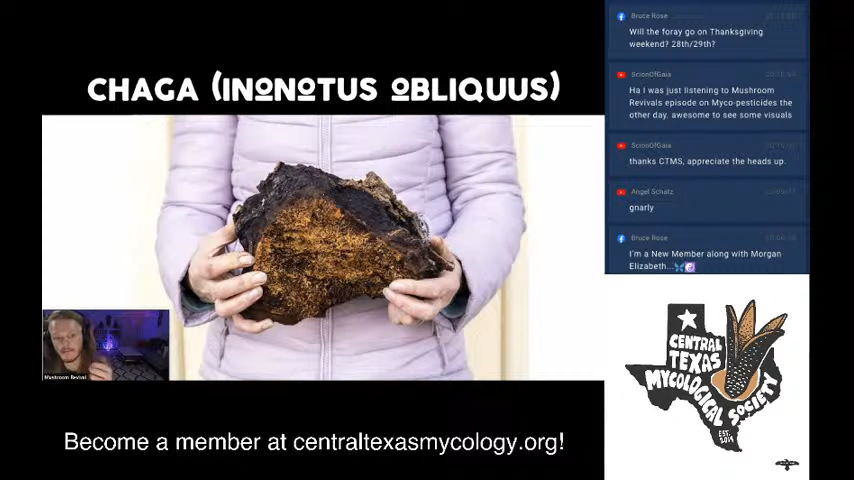 CHAGA (INONOTUS OBLIQUUS)
Mushroom Revival
Become a member at centraltexasmycology.org!
Bruce Rose
Will the foray go on Thanksgiving
weekend? 28th/29th?
ScionOfGaia
Ha I was just listening to Mushroom
Revivals episode on Myco-pesticides the
other day. awesome to see some visuals
ScionOfGaia
thanks CTMS, appreciate the heads up.
Angel Schatz
gnarly
Bruce Rose
I'm a New Member along with Morgan
Elizabeth...
CENTRAL
TEXAS
MYCOLOGICAL SOCIETY
EST.
2019